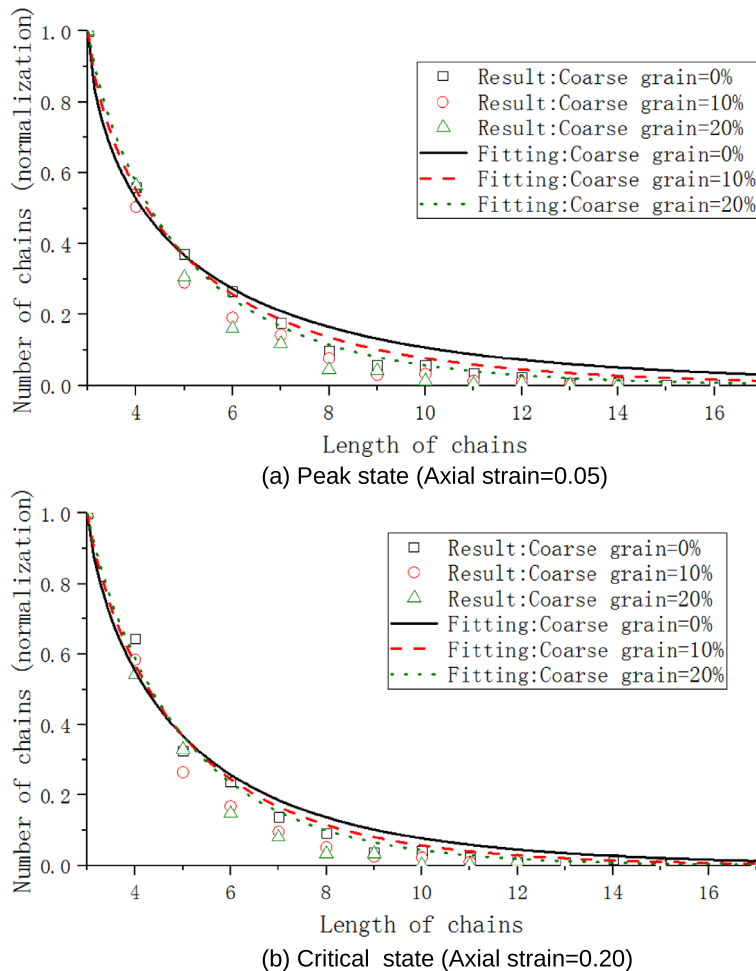 Number of chains (normalization)
1.0
0.8
0.6
0.4
0.2
0.0
Result:Coarse grain=0%
Result:Coarse grain=10%
Result:Coarse grain=20%
Fitting:Coarse grain=0%
Fitting:Coarse grain=10%
Fitting:Coarse grain=20%
4 6 8 10 12 14 16
Length of chains
(a) Peak state (Axial strain=0.05)
Number of chains (normalization)
1.0
0.8
0.6
0.4
0.2
0.0
Result:Coarse grain=0%
Result:Coarse grain=10%
Result:Coarse grain=20%
Fitting:Coarse grain=0%
Fitting:Coarse grain=10%
Fitting:Coarse grain=20%
4 6 8 10 12 14 16
Length of chains
(b) Critical state (Axial strain=0.20)